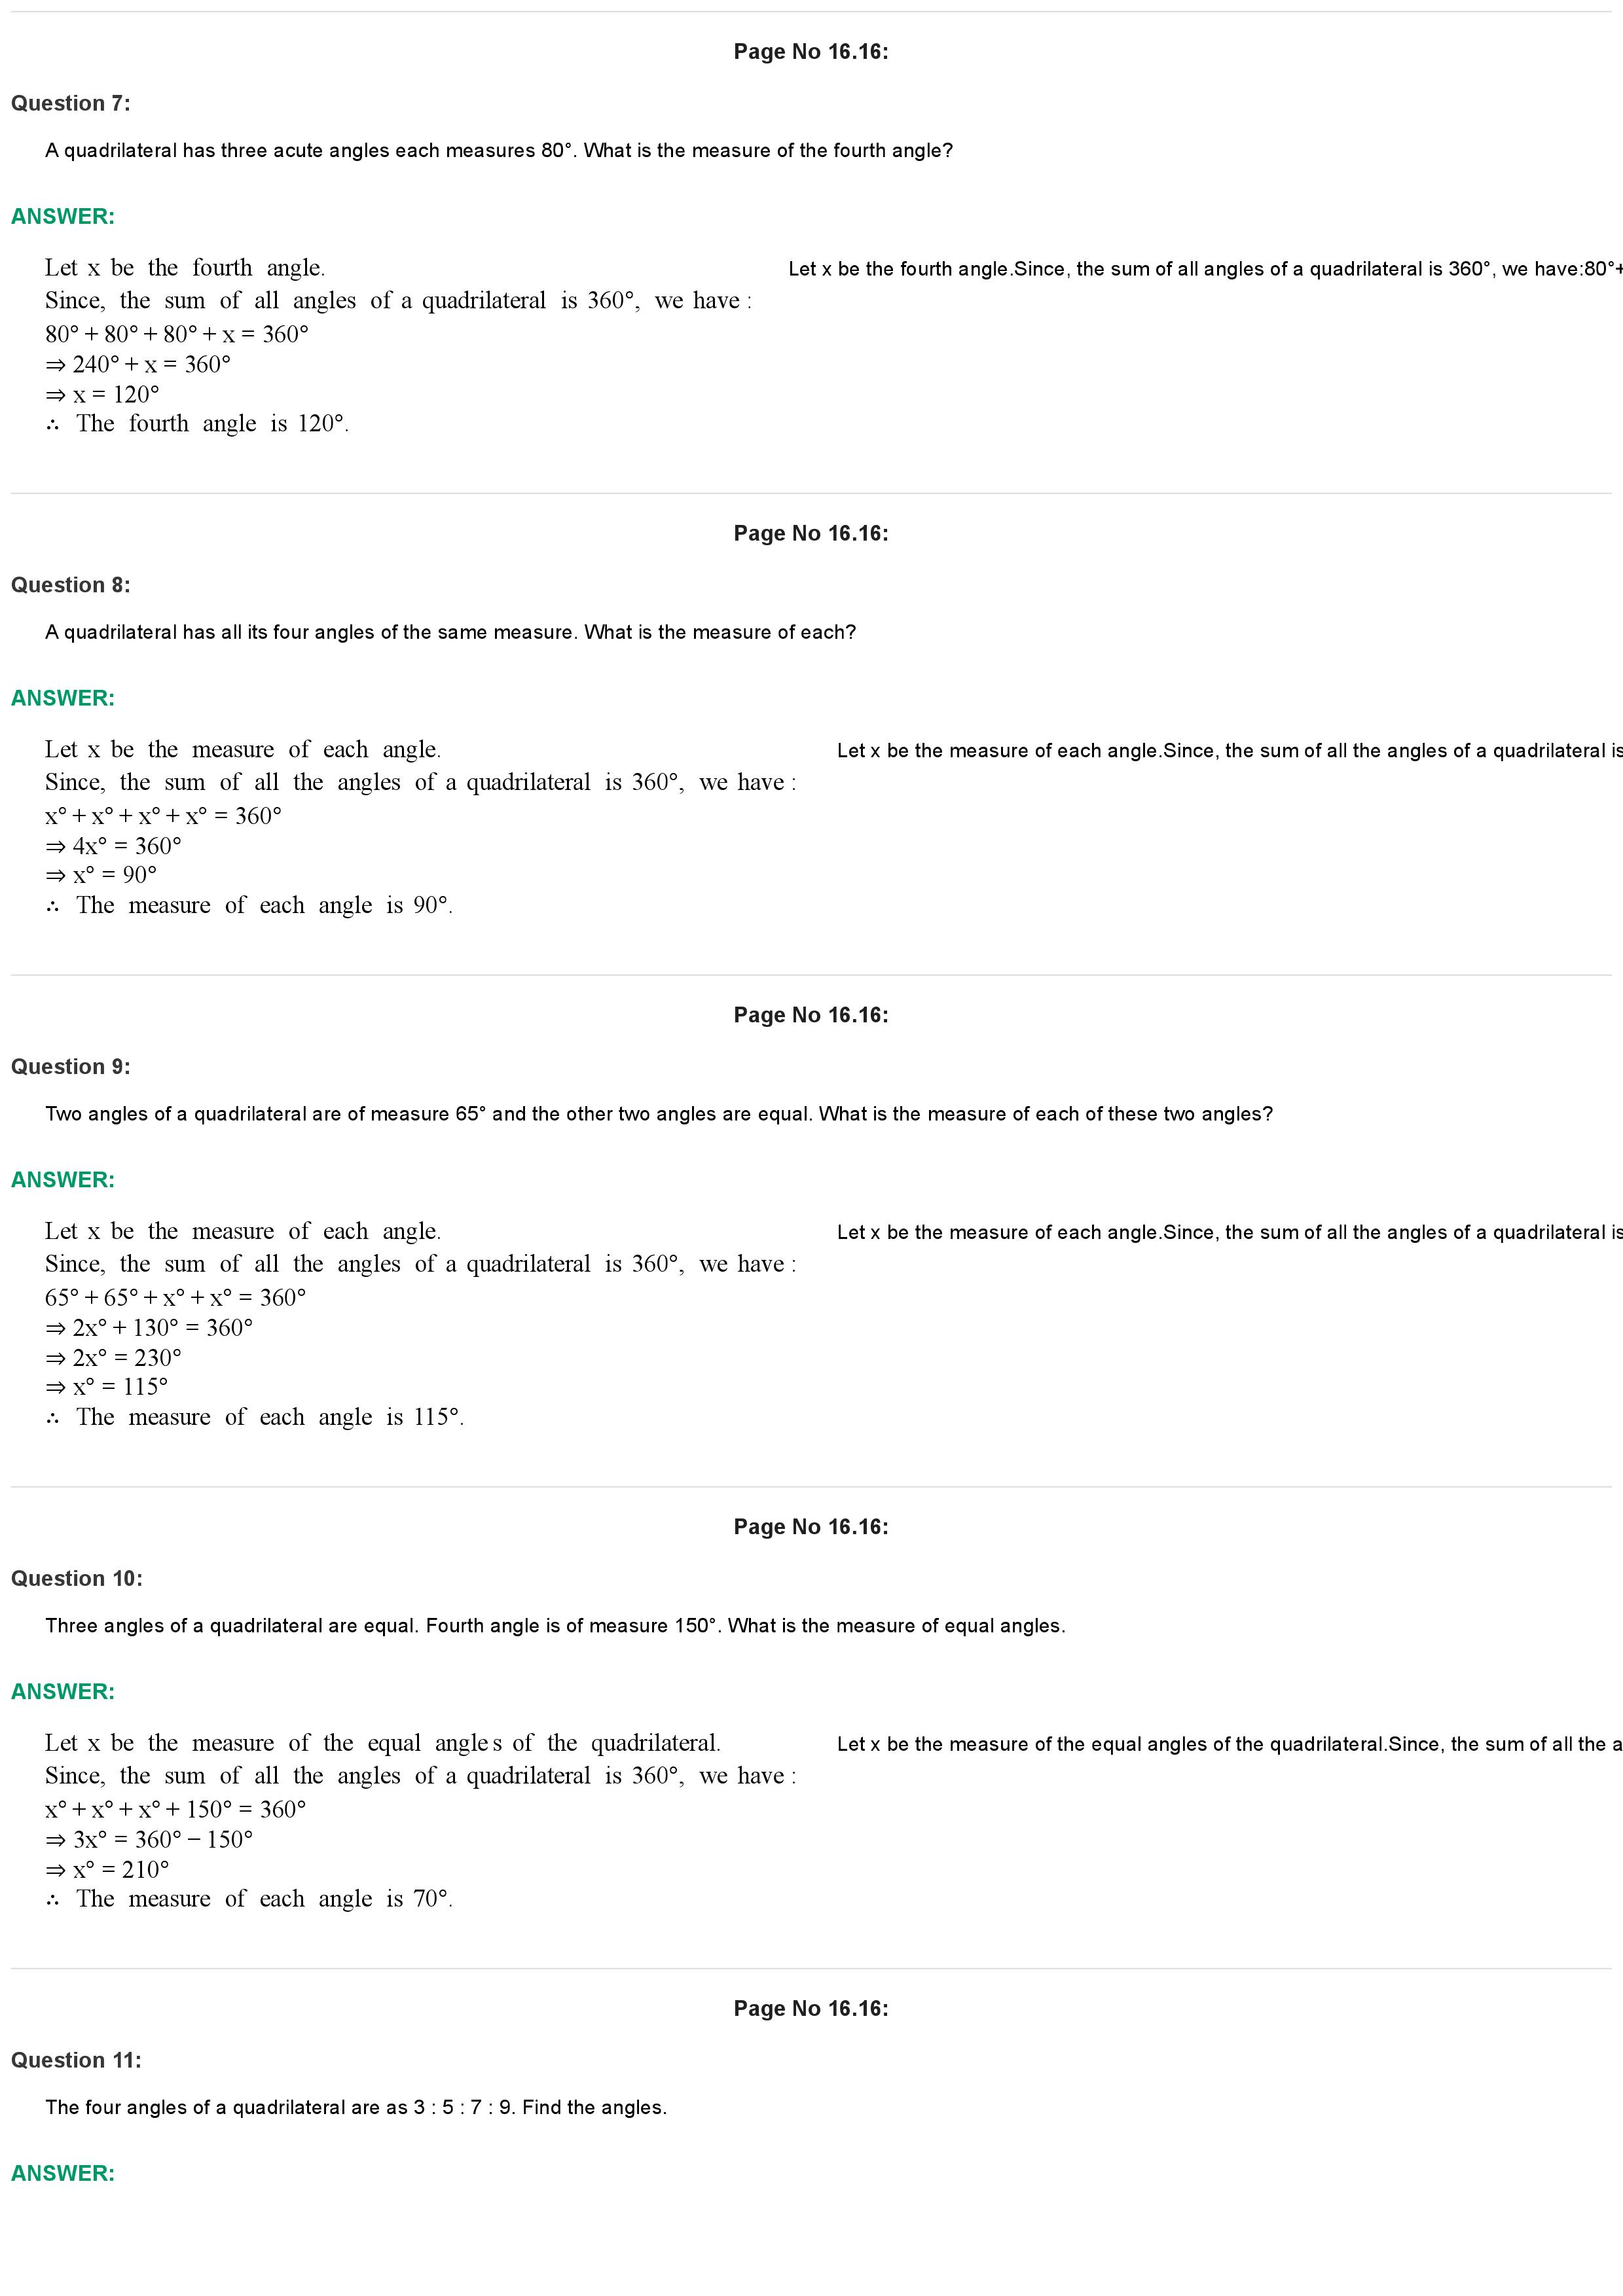 Page No 16.16:
Question 7:
A quadrilateral has three acute angles each measures 80°. What is the measure of the fourth angle?
ANSWER:
Let x be the fourth angle.
Let x be the fourth angle.Since, the sum of all angles of a quadrilateral is 360°, we have:80°+
Since, the sum of all angles of a quadrilateral is 360°, we have :
80° + 80° + 80° + x = 360°
⇒ 240° + x = 360°
⇒ x = 120°
∴ The fourth angle is 120°.
Page No 16.16:
Question 8:
A quadrilateral has all its four angles of the same measure. What is the measure of each?
ANSWER:
Let x be the measure of each angle.
Let x be the measure of each angle.Since, the sum of all the angles of a quadrilateral is
Since, the sum of all the angles of a quadrilateral is 360°, we have :
x° + x° + x° + x° = 360°
⇒ 4x° = 360°
⇒ x° = 90°
∴ The measure of each angle is 90°.
Page No 16.16:
Question 9:
Two angles of a quadrilateral are of measure 65° and the other two angles are equal. What is the measure of each of these two angles?
ANSWER:
Let x be the measure of each angle.
Let x be the measure of each angle.Since, the sum of all the angles of a quadrilateral is
Since, the sum of all the angles of a quadrilateral is 360°, we have :
65° + 65° + x° + x° = 360°
⇒ 2x° + 130° = 360°
⇒ 2x° = 230°
⇒ x° = 115°
∴ The measure of each angle is 115°.
Page No 16.16:
Question 10:
Three angles of a quadrilateral are equal. Fourth angle is of measure 150°. What is the measure of equal angles.
ANSWER:
Let x be the measure of the equal angle s of the quadrilateral.
Let x be the measure of the equal angles of the quadrilateral.Since, the sum of all the a
Since, the sum of all the angles of a quadrilateral is 360°, we have :
x° + x° + x° + 150° = 360°
⇒ 3x° = 360° − 150°
⇒ x° = 210°
∴ The measure of each angle is 70°.
Page No 16.16:
Question 11:
The four angles of a quadrilateral are as 3 : 5 : 7 : 9. Find the angles.
ANSWER: